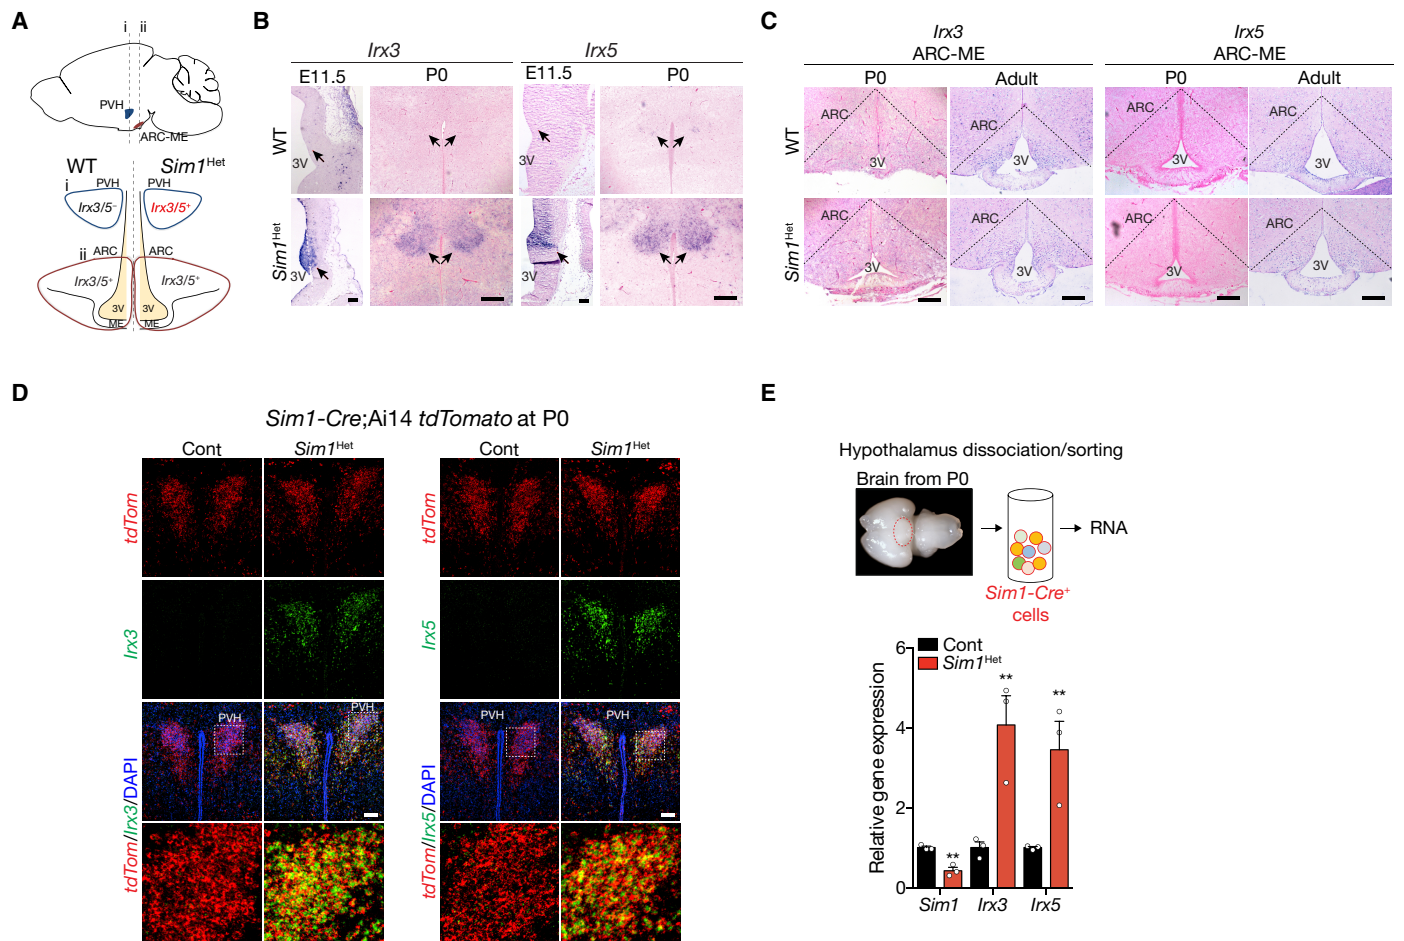 A
i ii
PVH
ARC-ME
WT Sim1Het
i PVH PVH
Irx3/5− Irx3/5+
ii ARC ARC
Irx3/5+ Irx3/5+
3V 3V
ME ME
B
Irx3 Irx5
E11.5 P0 E11.5 P0
WT
3V 3V
Sim1Het
3V 3V
C
Irx3 Irx5
ARC-ME ARC-ME
P0 Adult P0 Adult
WT
ARC ARC ARC ARC
3V 3V 3V 3V
Sim1Het
ARC ARC ARC ARC
3V 3V 3V 3V
D
Sim1-Cre;Ai14 tdTomato at P0
Cont Sim1Het Cont Sim1Het
tdTom tdTom
Irx3 Irx5
tdTom/Irx3/DAPI tdTom/Irx5/DAPI
PVH PVH PVH PVH
E
Hypothalamus dissociation/sorting
Brain from P0
RNA
Sim1-Cre+
cells
Relative gene expression
Cont
Sim1Het
6
4
2
0
** ** **
Sim1 Irx3 Irx5